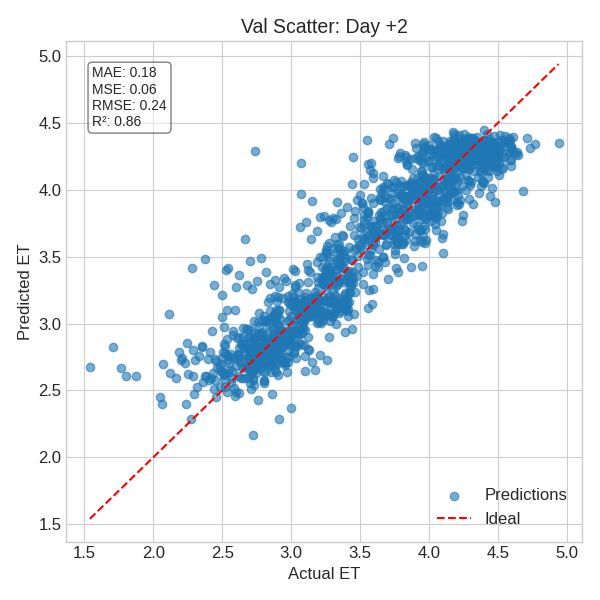 Val Scatter: Day +2
MAE: 0.18
MSE: 0.06
RMSE: 0.24
R²: 0.86
Predicted ET
5.0
4.5
4.0
3.5
3.0
2.5
2.0
1.5
Predictions
Ideal
1.5 2.0 2.5 3.0 3.5 4.0 4.5 5.0
Actual ET